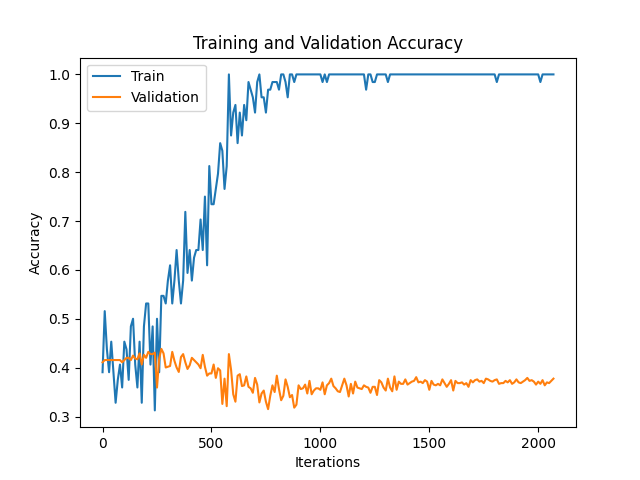 Training and Validation Accuracy
Train
Validation
1.0
0.9
0.8
0.7
0.6
0.5
0.4
0.3
Accuracy
0
500
1000
1500
2000
Iterations